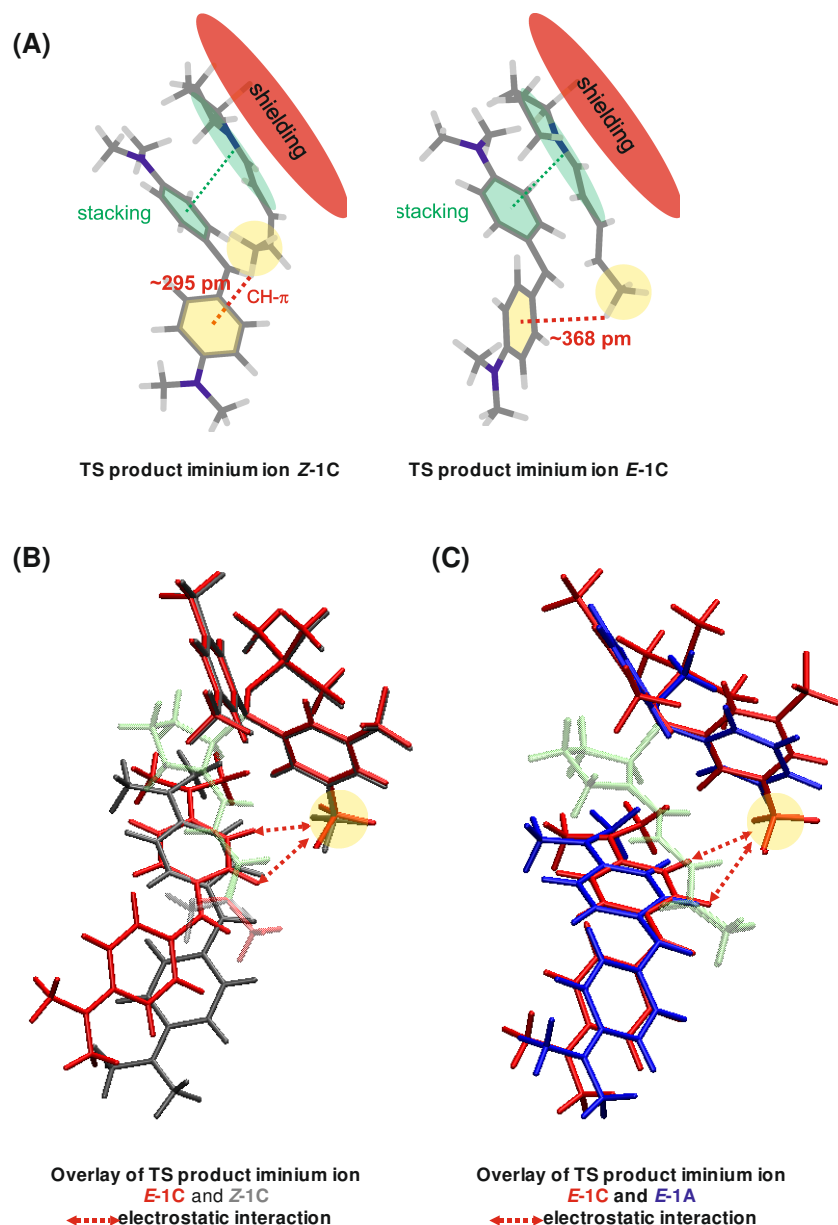 (A)
shielding
shielding
stacking
stacking
~295 pm
CH-π
~368 pm
TS product iminium ion Z-1C
TS product iminium ion E-1C
(B)
(C)
Overlay of TS product iminium ion
E-1C and Z-1C
electrostatic interaction
Overlay of TS product iminium ion
E-1C and E-1A
electrostatic interaction